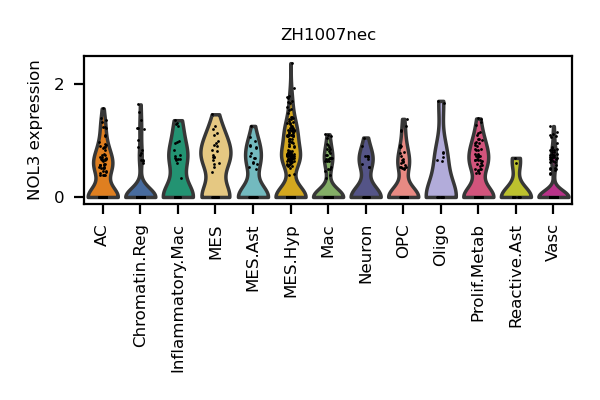 ZH1007nec
NOL3 expression
2
0
AC
Chromatin.Reg
Inflammatory.Mac
MES
MES.Ast
MES.Hyp
Mac
Neuron
OPC
Oligo
Prolif.Metab
Reactive.Ast
Vasc